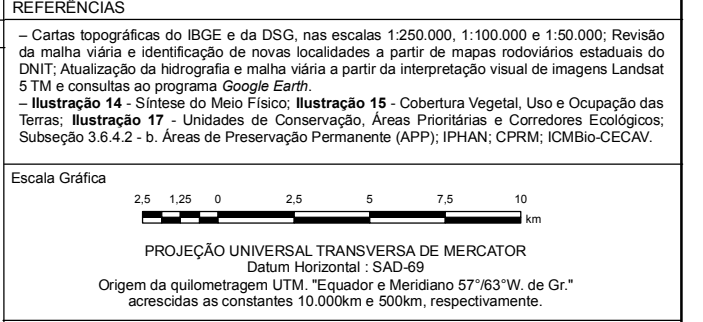 REFERÊNCIAS
– Cartas topográficas do IBGE e da DSG, nas escalas 1:250.000, 1:100.000 e 1:50.000; Revisão
da malha viária e identificação de novas localidades a partir de mapas rodoviários estaduais do
DNIT; Atualização da hidrografia e malha viária a partir da interpretação visual de imagens Landsat
5 TM e consultas ao programa Google Earth.
– Ilustração 14 - Síntese do Meio Físico; Ilustração 15 - Cobertura Vegetal, Uso e Ocupação das
Terras; Ilustração 17 - Unidades de Conservação, Áreas Prioritárias e Corredores Ecológicos;
Subseção 3.6.4.2 - b. Áreas de Preservação Permanente (APP); IPHAN; CPRM; ICMBio-CECAV.
Escala Gráfica
2,5 1,25 0 2,5 5 7,5 10
km
PROJEÇÃO UNIVERSAL TRANSVERSA DE MERCATOR
Datum Horizontal : SAD-69
Origem da quilometragem UTM. "Equador e Meridiano 57°/63°W. de Gr."
acrescidas as constantes 10.000km e 500km, respectivamente.